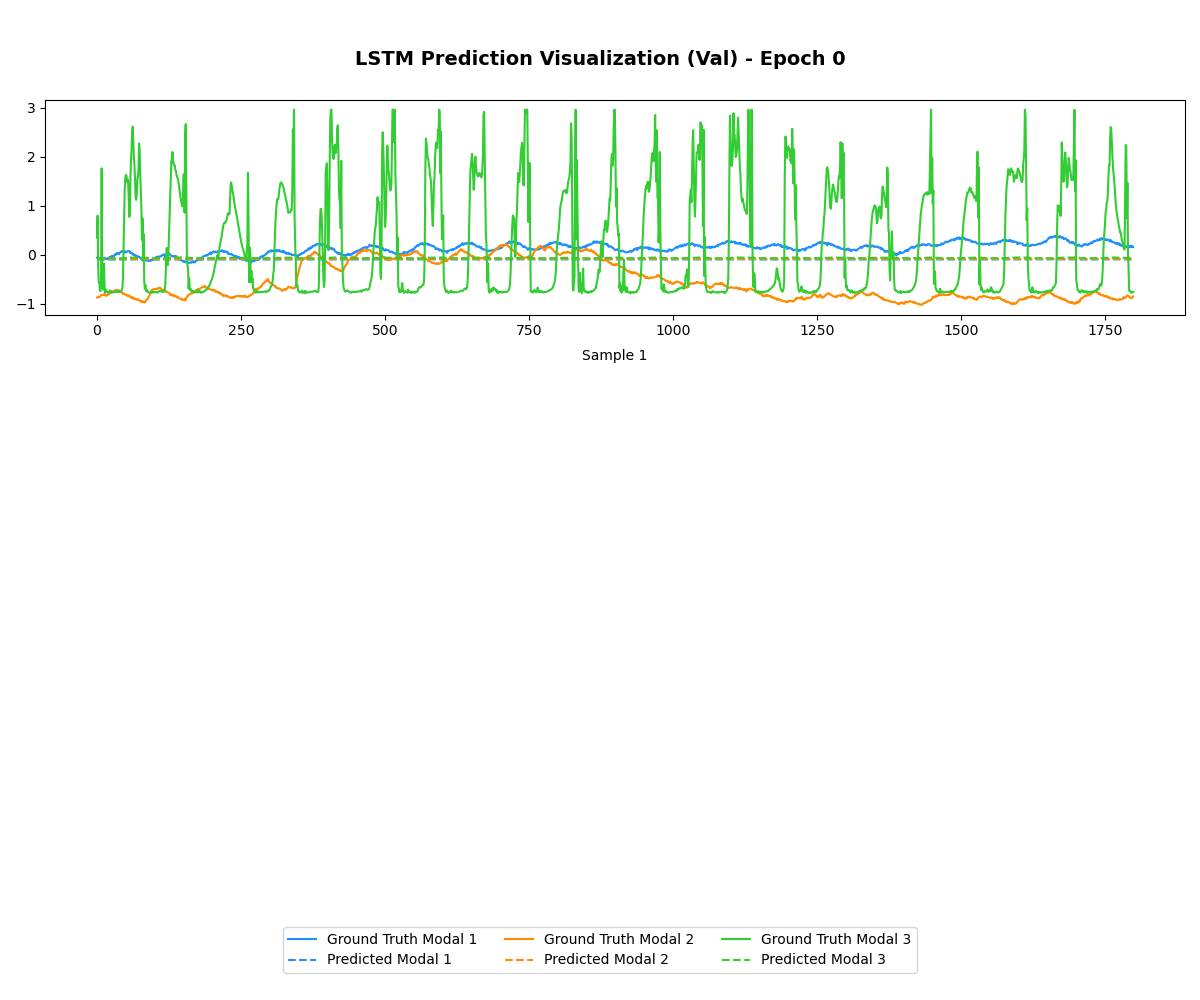 LSTM Prediction Visualization (Val) - Epoch 0
3
2
1
0
−1
0 250 500 750 1000 1250 1500 1750
Sample 1
Ground Truth Modal 1 Ground Truth Modal 2 Ground Truth Modal 3
Predicted Modal 1 Predicted Modal 2 Predicted Modal 3